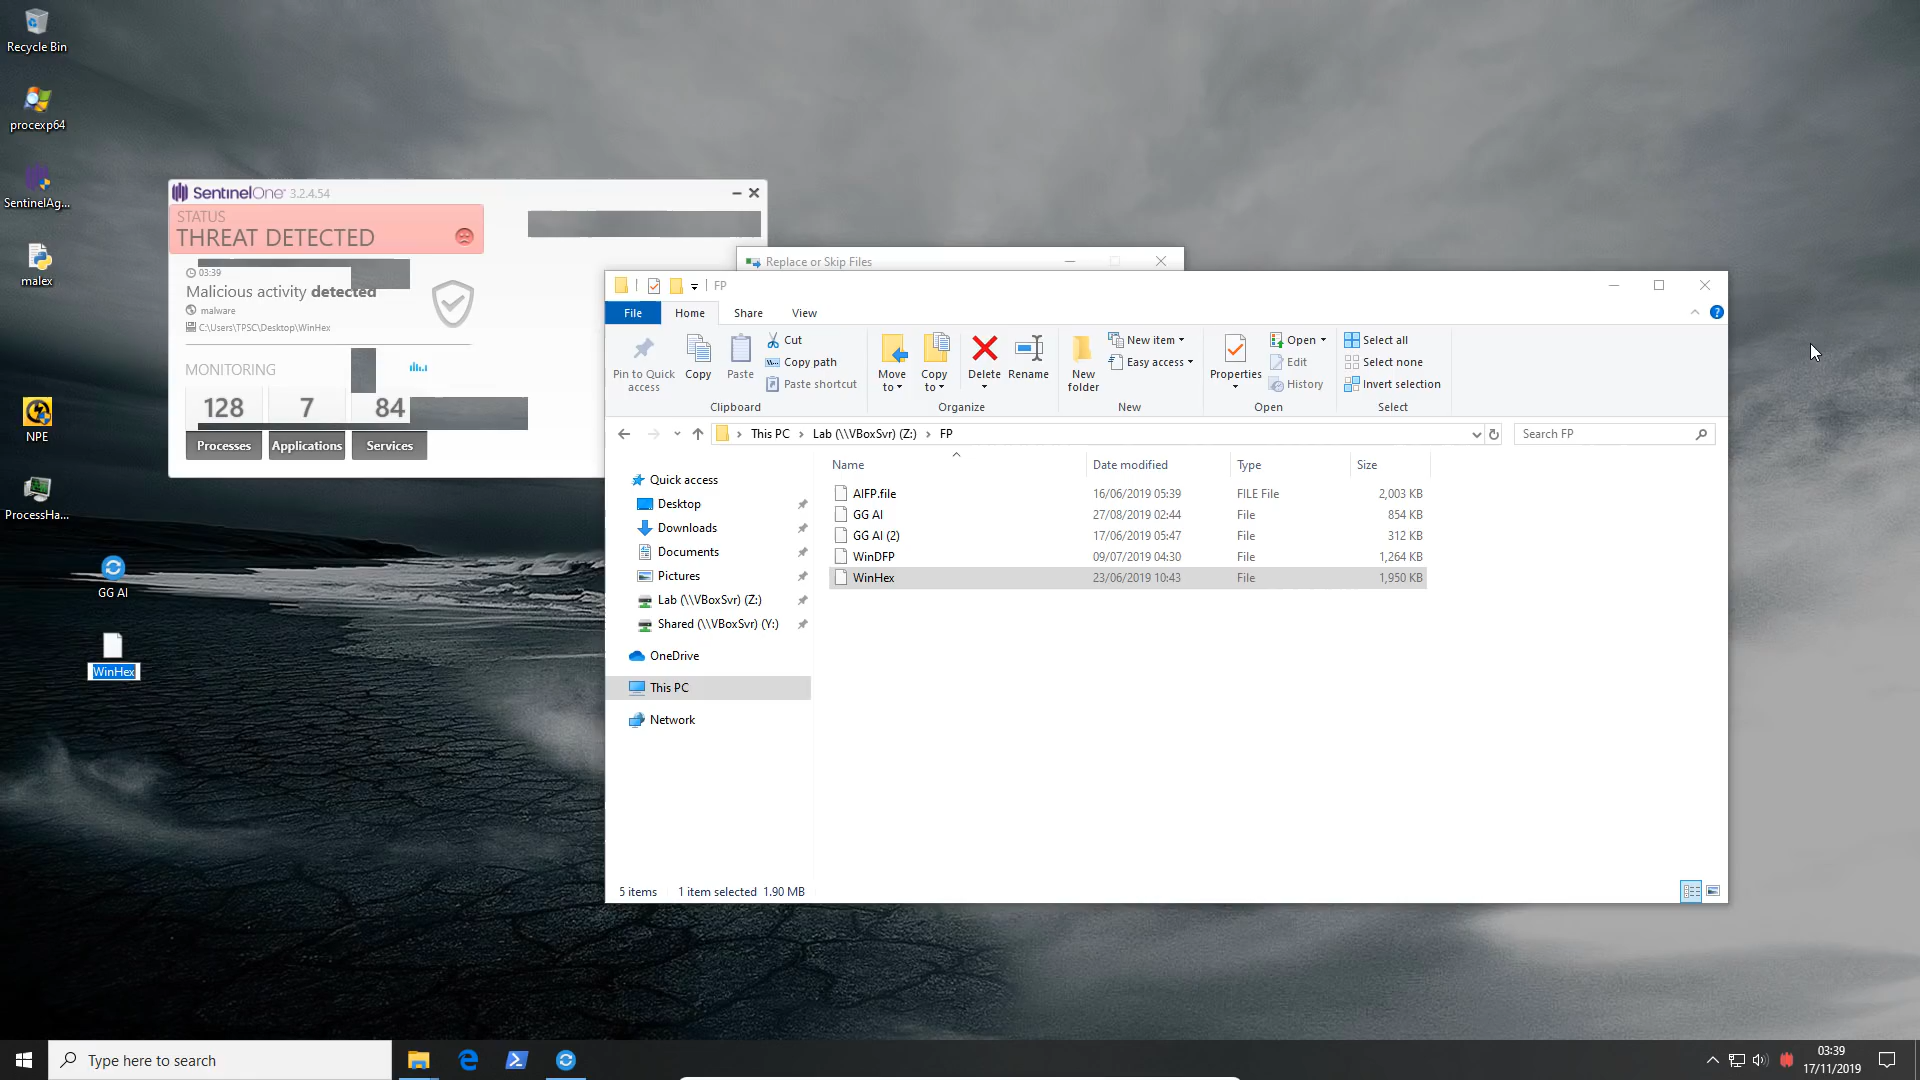 Recycle Bin
procexp64
SentinelAg...
malex
NPE
ProcessHa...
GG AI
WinHex
SentinelOne™ 3.2.4.54
STATUS
THREAT DETECTED
03:39
Malicious activity detected
malware
C:\Users\TPSC\Desktop\WinHex
MONITORING
128 7 84
Processes Applications Services
Replace or Skip Files
FP
File Home Share View
Pin to Quick access
Copy
Paste
Cut
Copy path
Paste shortcut
Clipboard
Move to
Copy to
Delete
Rename
Organize
New folder
New item
Easy access
New
Properties
Open
Edit
History
Open
Select all
Select none
Invert selection
Select
This PC › Lab (\\VBoxSvr) (Z:) › FP
Search FP
Quick access
Desktop
Downloads
Documents
Pictures
Lab (\\VBoxSvr) (Z:)
Shared (\\VBoxSvr) (Y:)
OneDrive
This PC
Network
Name Date modified Type Size
AIFP.file 16/06/2019 05:39 FILE File 2,003 KB
GG AI 27/08/2019 02:44 File 854 KB
GG AI (2) 17/06/2019 05:47 File 312 KB
WinDFP 09/07/2019 04:30 File 1,264 KB
WinHex 23/06/2019 10:43 File 1,950 KB
5 items 1 item selected 1.90 MB
Type here to search
03:39
17/11/2019